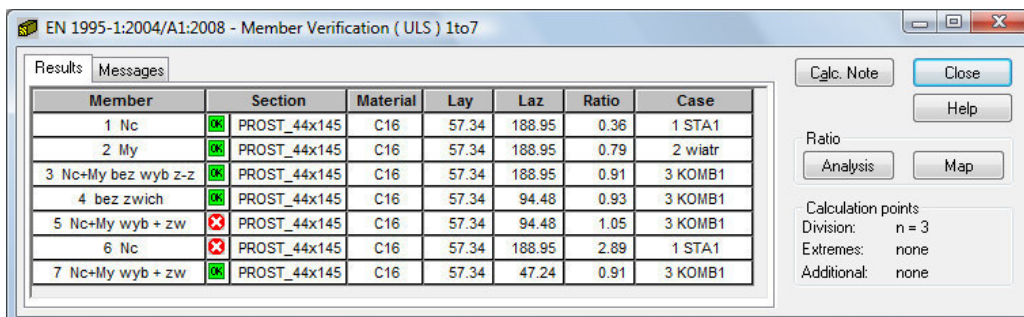 EN 1995-1:2004/A1:2008 - Member Verification ( ULS ) 1to7
Results Messages
Calc. Note Close
Help
Member Section Material Lay Laz Ratio Case
1 Nc OK PROST_44x145 C16 57.34 188.95 0.36 1 STA1
2 My OK PROST_44x145 C16 57.34 188.95 0.79 2 wiatr
3 Nc+My bez wyb z-z OK PROST_44x145 C16 57.34 188.95 0.91 3 KOMB1
4 bez zwich OK PROST_44x145 C16 57.34 94.48 0.93 3 KOMB1
5 Nc+My wyb + zw PROST_44x145 C16 57.34 94.48 1.05 3 KOMB1
6 Nc PROST_44x145 C16 57.34 188.95 2.89 1 STA1
7 Nc+My wyb + zw OK PROST_44x145 C16 57.34 47.24 0.91 3 KOMB1
Ratio
Analysis Map
Calculation points
Division: n = 3
Extremes: none
Additional: none